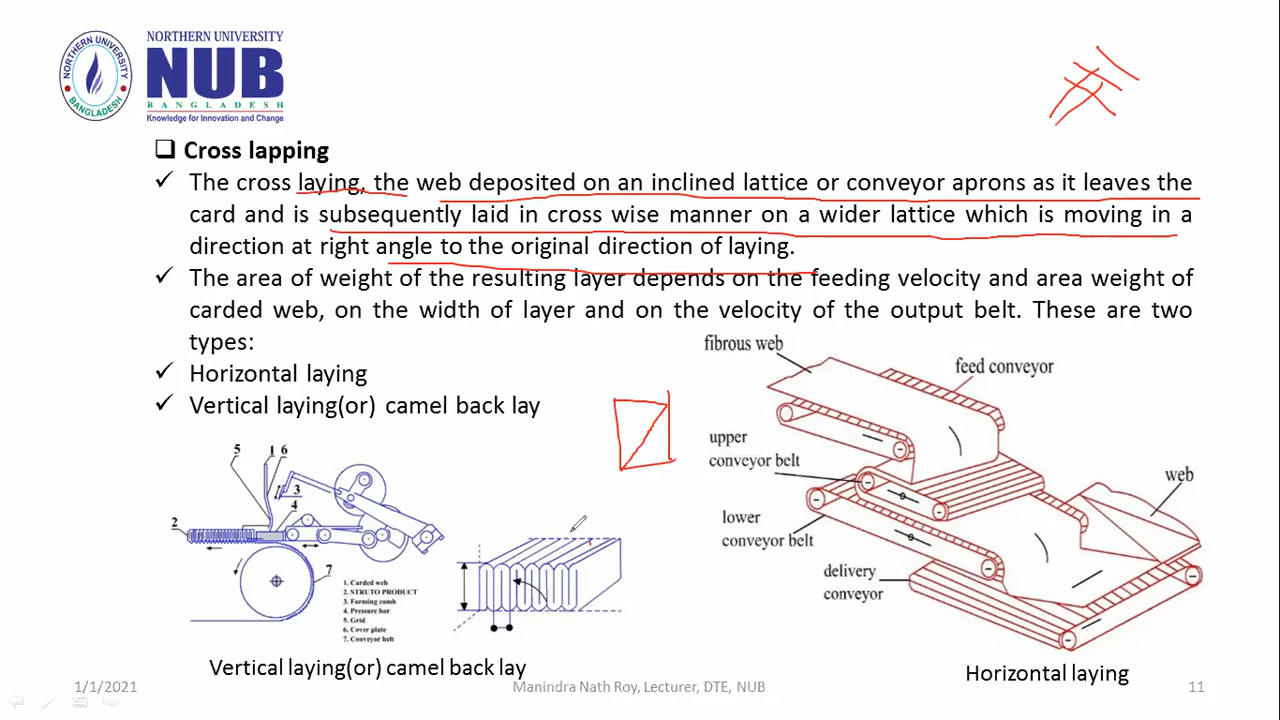 NORTHERN UNIVERSITY
BANGLADESH
NORTHERN UNIVERSITY
NUB
BANGLADESH
Knowledge for Innovation and Change
Cross lapping
The cross laying, the web deposited on an inclined lattice or conveyor aprons as it leaves the
card and is subsequently laid in cross wise manner on a wider lattice which is moving in a
direction at right angle to the original direction of laying.
The area of weight of the resulting layer depends on the feeding velocity and area weight of
carded web, on the width of layer and on the velocity of the output belt. These are two
types:
Horizontal laying
Vertical laying(or) camel back lay
5 1 6
3
4
2
7
1. Carded web
2. STRUTO PRODUCT
3. Forming comb
4. Pressure bar
5. Grid
6. Cover plate
7. Conveyor belt
Vertical laying(or) camel back lay
fibrous web
feed conveyor
upper
conveyor belt
web
lower
conveyor belt
delivery
conveyor
Horizontal laying
1/1/2021
Manindra Nath Roy, Lecturer, DTE, NUB
11